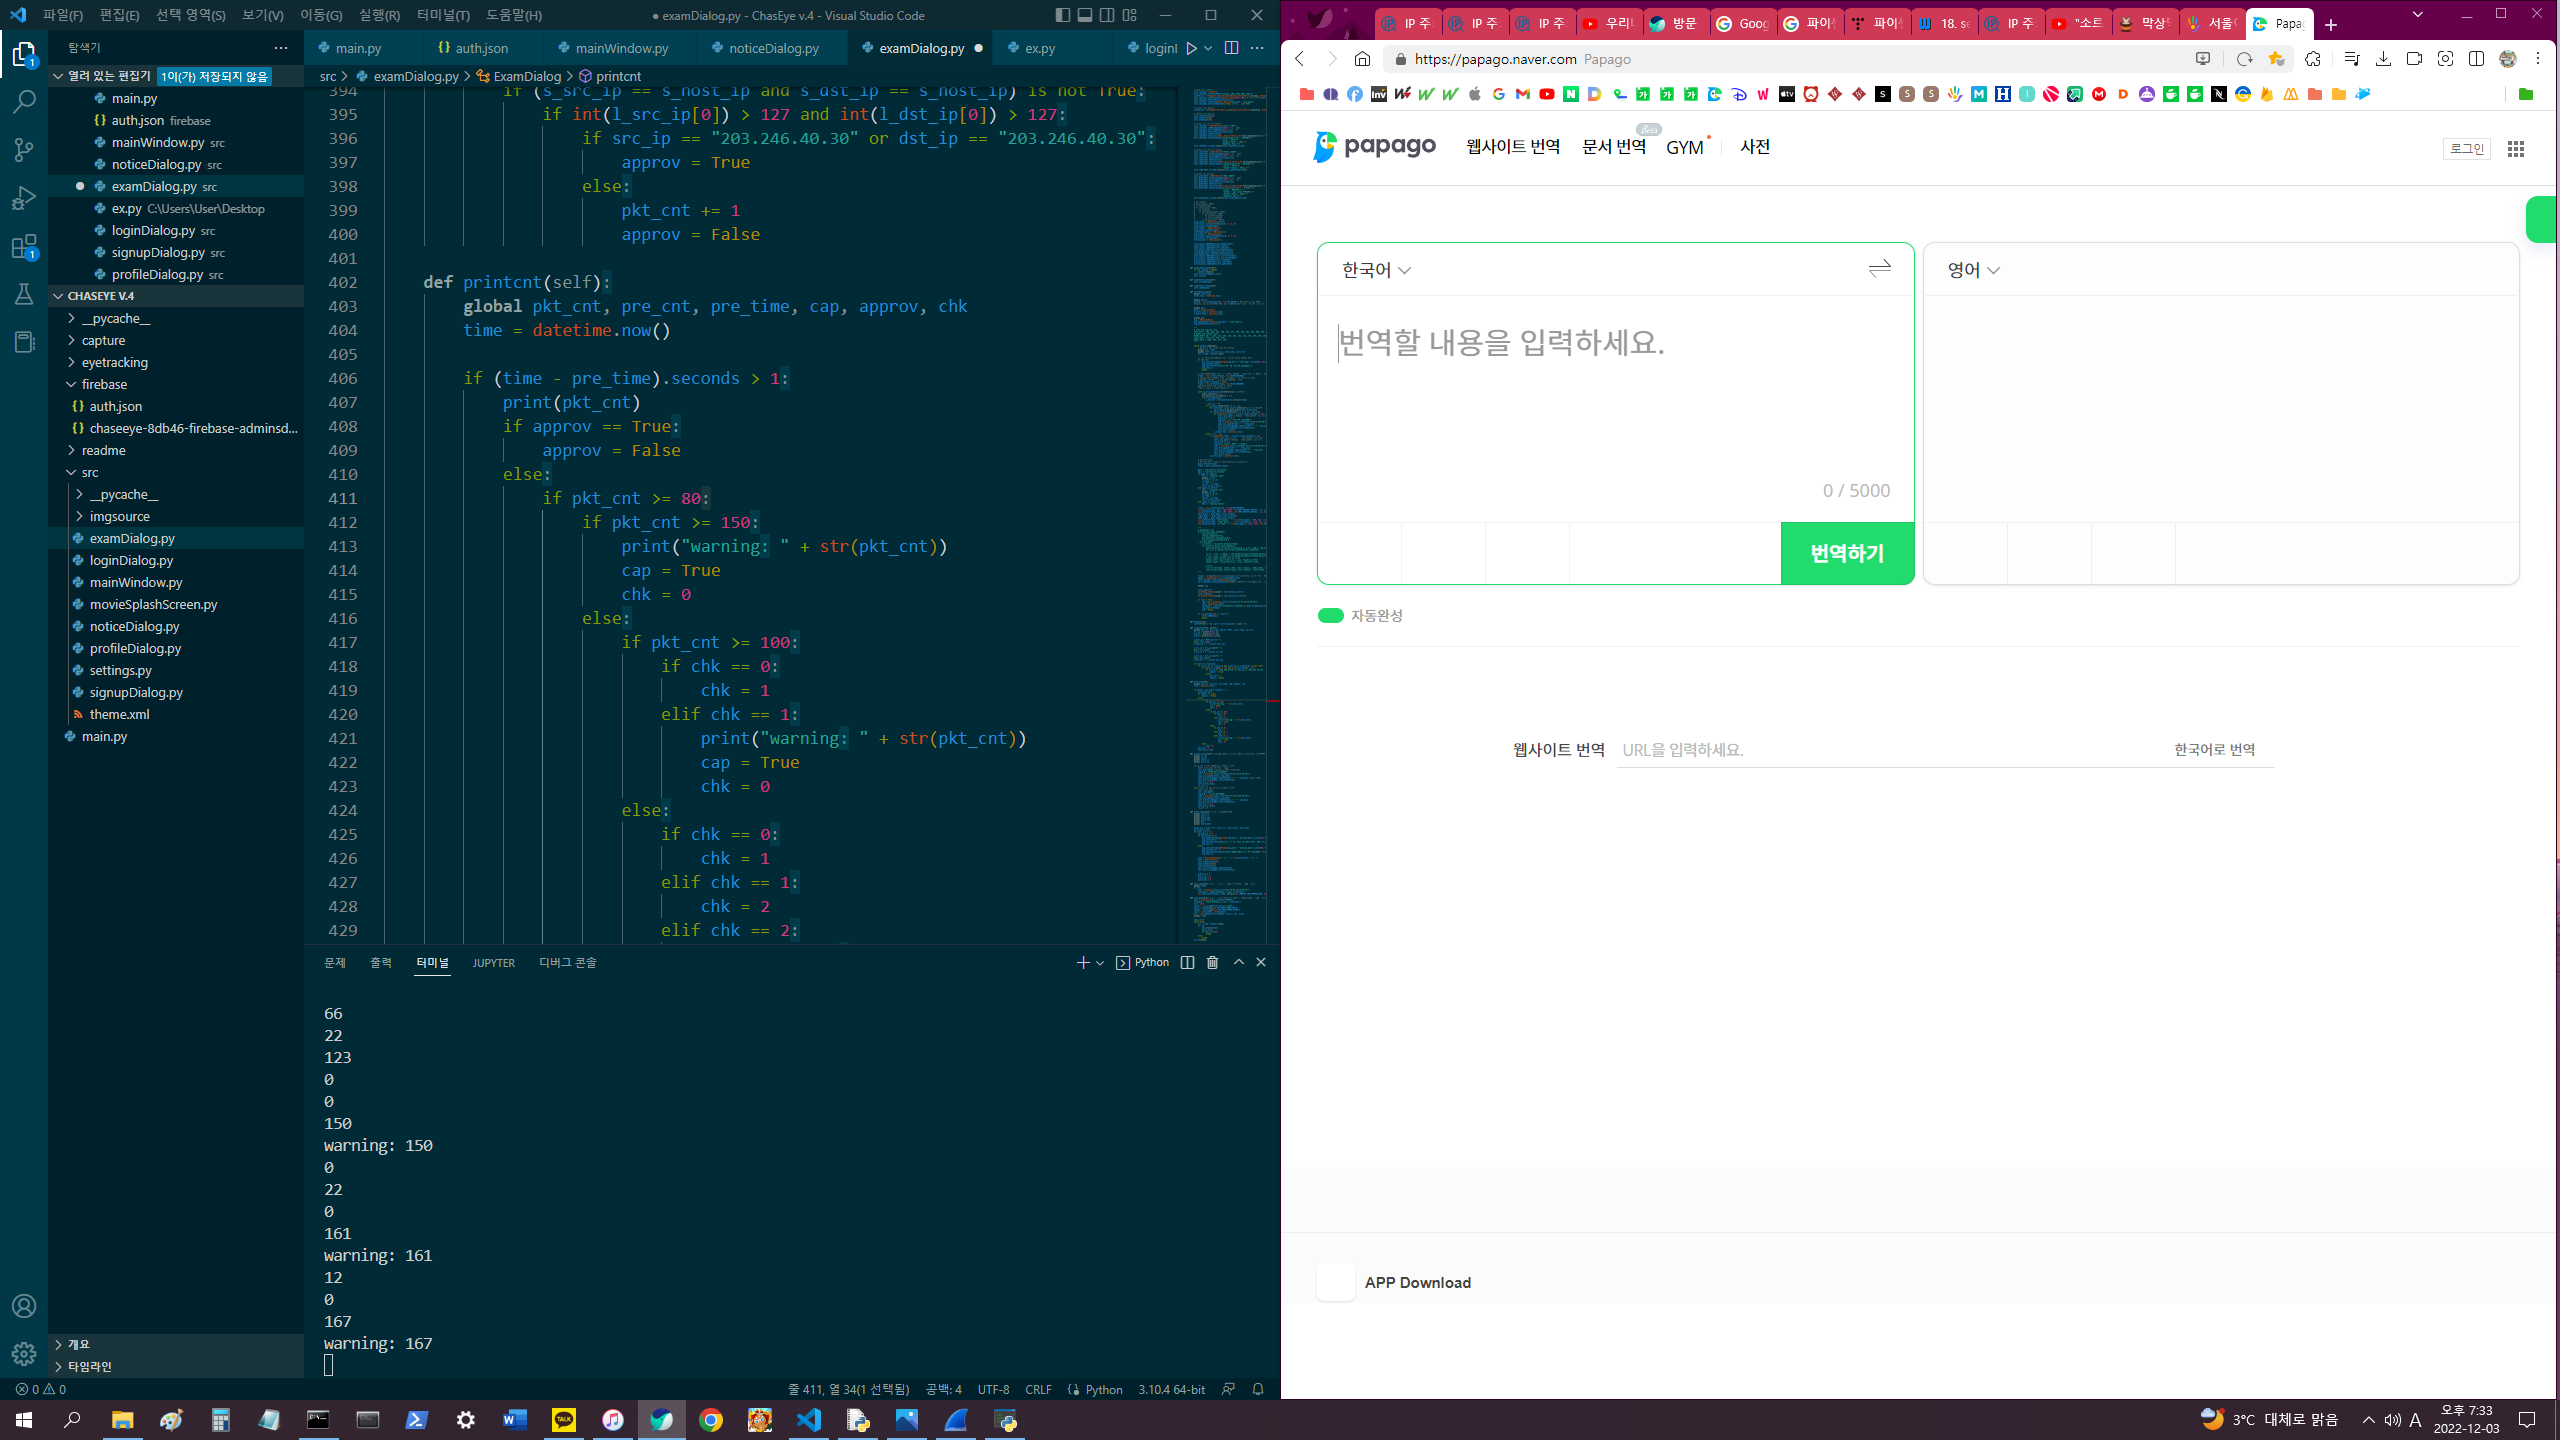 파일(F) 편집(E) 선택 영역(S) 보기(V) 이동(G) 실행(R) 터미널(T) 도움말(H)
● examDialog.py - ChasEye v.4 - Visual Studio Code
탐색기
main.py
auth.json
mainWindow.py
noticeDialog.py
examDialog.py ●
ex.py
loginl
src > examDialog.py > ExamDialog > printcnt
열려 있는 편집기 1이(가) 저장되지 않음
main.py
auth.json firebase
mainWindow.py src
noticeDialog.py src
● examDialog.py src
ex.py C:\Users\User\Desktop
loginDialog.py src
signupDialog.py src
profileDialog.py src
CHASEYE V.4
__pycache__
capture
eyetracking
firebase
auth.json
chaseeye-8db46-firebase-adminsd...
readme
src
__pycache__
imgsource
examDialog.py
loginDialog.py
mainWindow.py
movieSplashScreen.py
noticeDialog.py
profileDialog.py
settings.py
signupDialog.py
theme.xml
main.py
개요
타임라인
394 if (s_src_ip == s_host_ip and s_dst_ip == s_host_ip) is not True:
395 if int(l_src_ip[0]) > 127 and int(l_dst_ip[0]) > 127:
396 if src_ip == "203.246.40.30" or dst_ip == "203.246.40.30":
397 approv = True
398 else:
399 pkt_cnt += 1
400 approv = False
401
402 def printcnt(self):
403 global pkt_cnt, pre_cnt, pre_time, cap, approv, chk
404 time = datetime.now()
405
406 if (time - pre_time).seconds > 1:
407 print(pkt_cnt)
408 if approv == True:
409 approv = False
410 else:
411 if pkt_cnt >= 80:
412 if pkt_cnt >= 150:
413 print("warning: " + str(pkt_cnt))
414 cap = True
415 chk = 0
416 else:
417 if pkt_cnt >= 100:
418 if chk == 0:
419 chk = 1
420 elif chk == 1:
421 print("warning: " + str(pkt_cnt))
422 cap = True
423 chk = 0
424 else:
425 if chk == 0:
426 chk = 1
427 elif chk == 1:
428 chk = 2
429 elif chk == 2:
문제 출력 터미널 JUPYTER 디버그 콘솔
Python
66
22
123
0
0
150
warning: 150
0
22
0
161
warning: 161
12
0
167
warning: 167
0 0
줄 411, 열 34(1 선택됨) 공백: 4 UTF-8 CRLF Python 3.10.4 64-bit
IP 주 IP 주 IP 주 우리 방문 Goog 파이 파이 18. se IP 주 "소트 막상 서울 Papag
https://papago.naver.com Papago
papago 웹사이트 번역 문서 번역 Beta GYM 사전
로그인
한국어
영어
번역할 내용을 입력하세요.
0 / 5000
번역하기
자동완성
웹사이트 번역 URL을 입력하세요. 한국어로 번역
APP Download
3°C 대체로 맑음
A
오후 7:33
2022-12-03